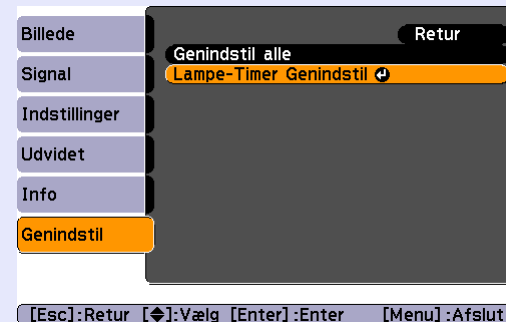 Billede
Signal
Indstillinger
Udvidet
Info
Genindstil
Retur
Genindstil alle
Lampe-Timer Genindstil
[Esc]:Retur [◆]:Vælg [Enter]:Enter [Menu]:Afslut